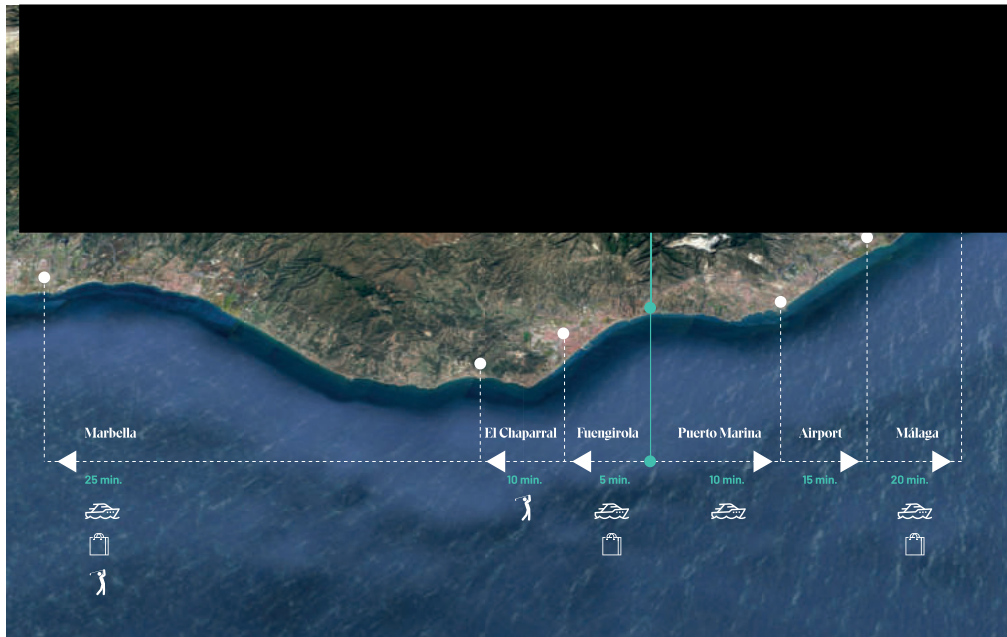 Marbella
El Chaparral
Fuengirola
Puerto Marina
Airport
Málaga
25 min.
10 min.
5 min.
10 min.
15 min.
20 min.